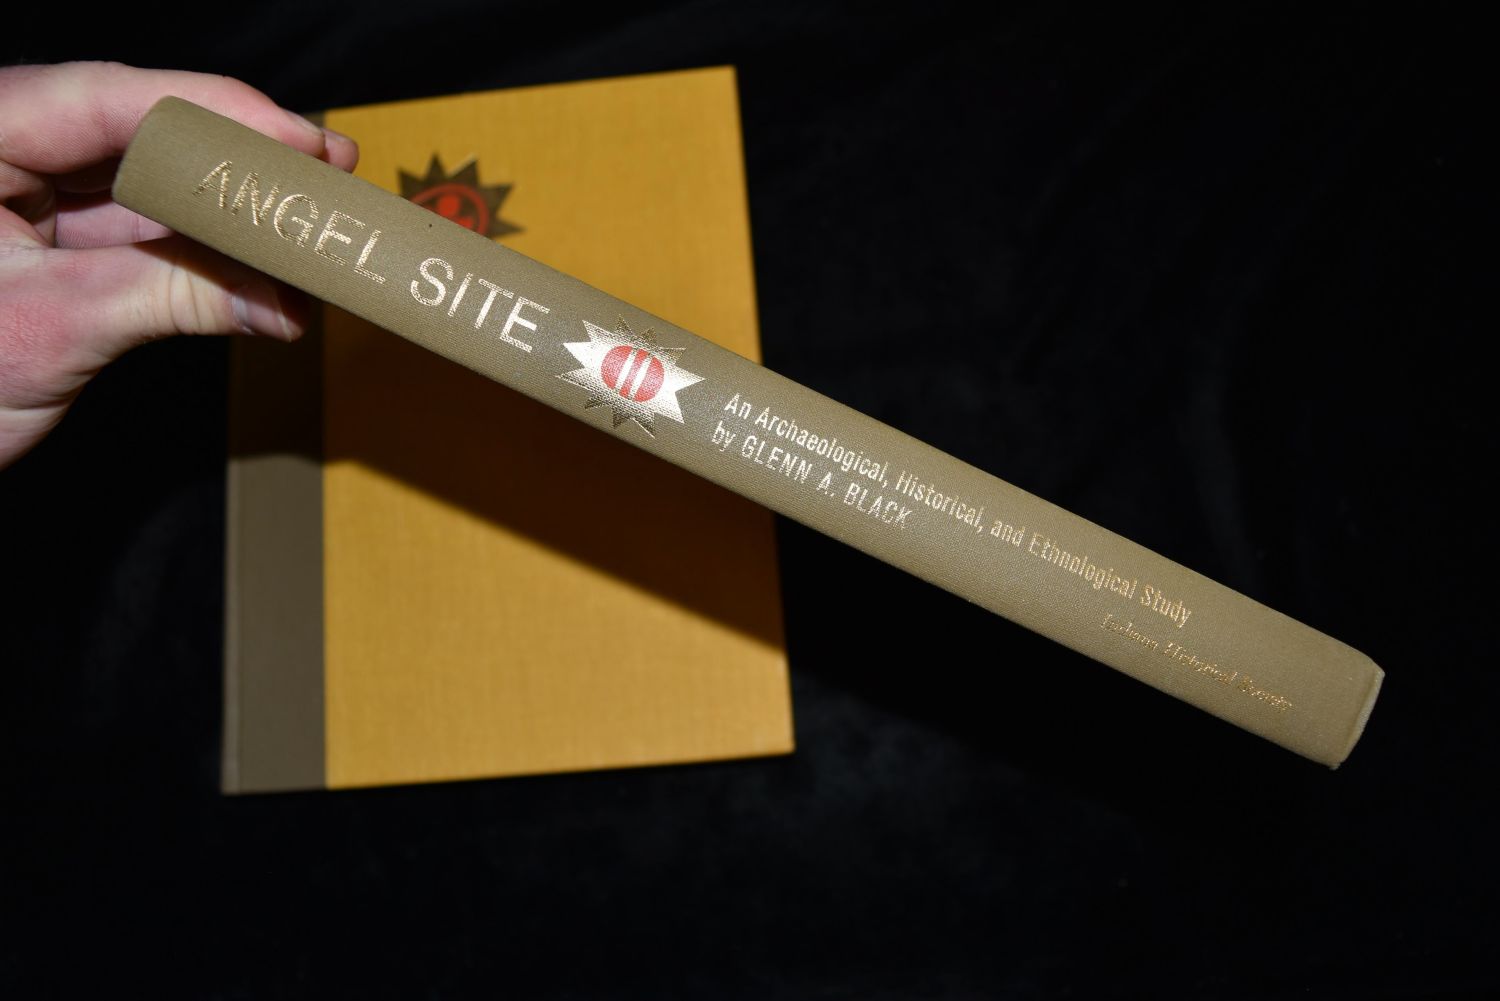 ANGEL SITE
II
An Archaeological, Historical, and Ethnological Study
by GLENN A. BLACK
Indiana Historical Society